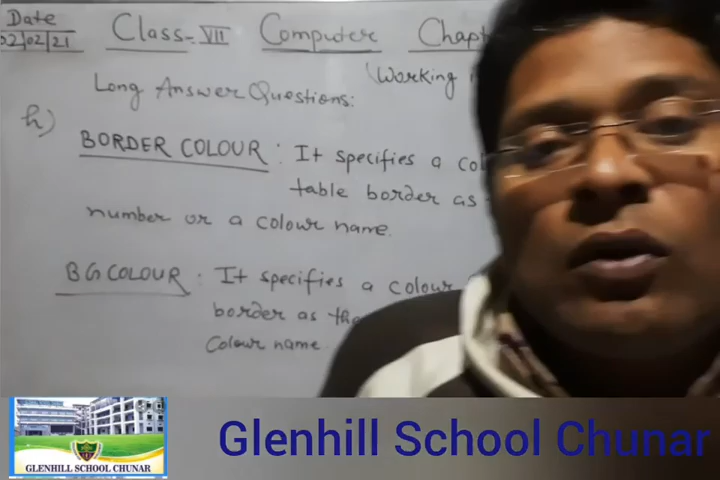 Date
02/02/21
Class-VII Computer Chapt
(Working i
Long Answer Questions:
h)
BORDER COLOUR : It specifies a col
table border as
number or a colour name.
BG COLOUR : It specifies a colour
border as the
Colour name.
GLENHILL SCHOOL CHUNAR
Glenhill School Chunar